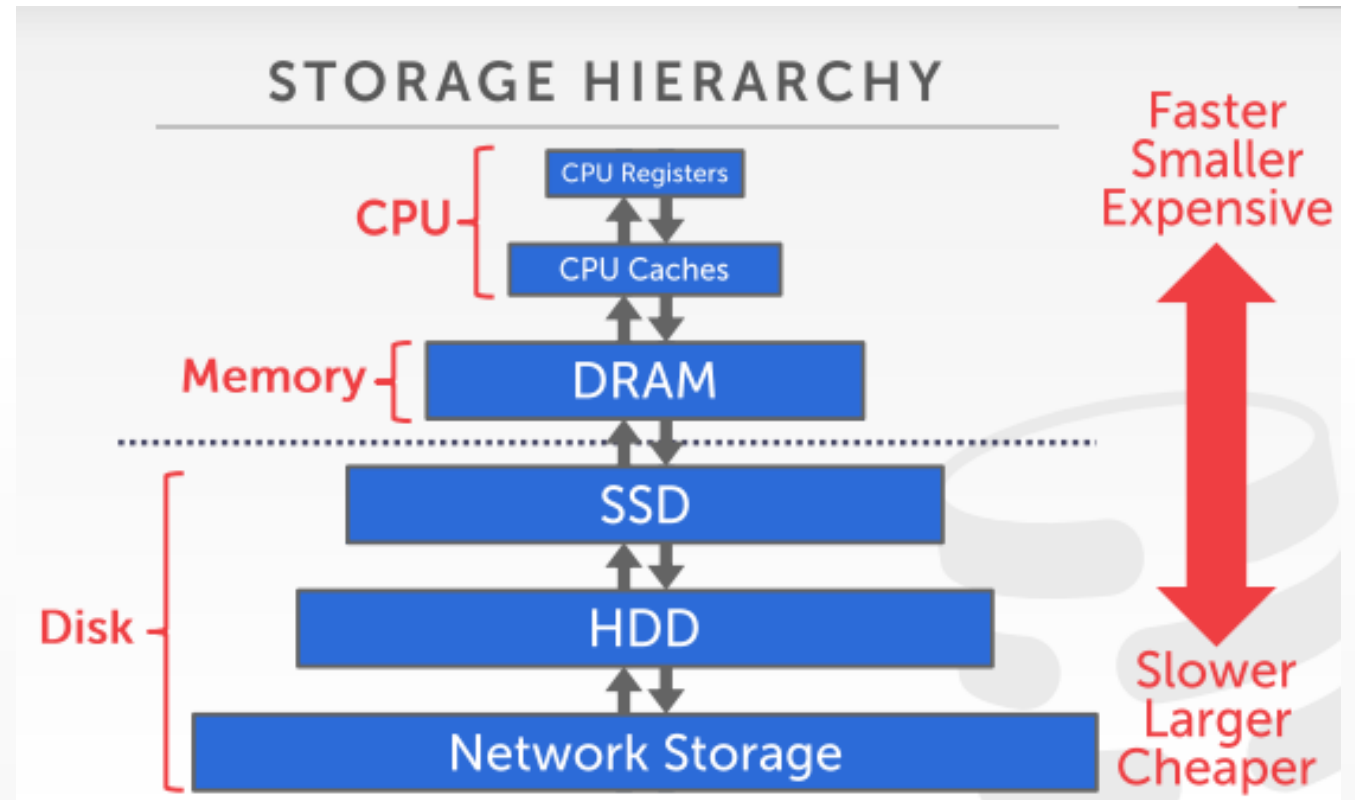 STORAGE HIERARCHY
Faster
Smaller
Expensive
CPU Registers
CPU
CPU Caches
Memory
DRAM
SSD
Disk
HDD
Slower
Larger
Cheaper
Network Storage